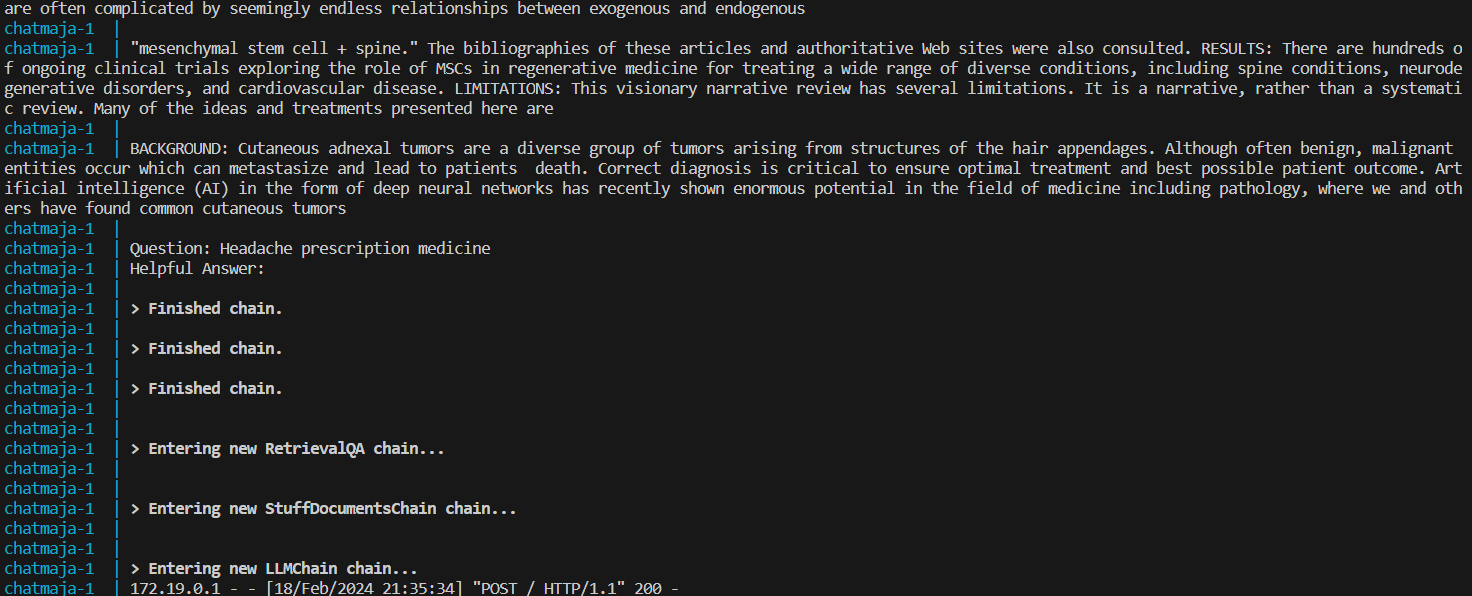 are often complicated by seemingly endless relationships between exogenous and endogenous
chatmaja-1  |
chatmaja-1  | "mesenchymal stem cell + spine." The bibliographies of these articles and authoritative Web sites were also consulted. RESULTS: There are hundreds o
f ongoing clinical trials exploring the role of MSCs in regenerative medicine for treating a wide range of diverse conditions, including spine conditions, neurode
generative disorders, and cardiovascular disease. LIMITATIONS: This visionary narrative review has several limitations. It is a narrative, rather than a systemati
c review. Many of the ideas and treatments presented here are
chatmaja-1  |
chatmaja-1  | BACKGROUND: Cutaneous adnexal tumors are a diverse group of tumors arising from structures of the hair appendages. Although often benign, malignant
entities occur which can metastasize and lead to patients  death. Correct diagnosis is critical to ensure optimal treatment and best possible patient outcome. Art
ificial intelligence (AI) in the form of deep neural networks has recently shown enormous potential in the field of medicine including pathology, where we and oth
ers have found common cutaneous tumors
chatmaja-1  |
chatmaja-1  | Question: Headache prescription medicine
chatmaja-1  | Helpful Answer:
chatmaja-1  |
chatmaja-1  | > Finished chain.
chatmaja-1  |
chatmaja-1  | > Finished chain.
chatmaja-1  |
chatmaja-1  | > Finished chain.
chatmaja-1  |
chatmaja-1  |
chatmaja-1  | > Entering new RetrievalQA chain...
chatmaja-1  |
chatmaja-1  |
chatmaja-1  | > Entering new StuffDocumentsChain chain...
chatmaja-1  |
chatmaja-1  |
chatmaja-1  | > Entering new LLMChain chain...
chatmaja-1  | 172.19.0.1 - - [18/Feb/2024 21:35:34] "POST / HTTP/1.1" 200 -